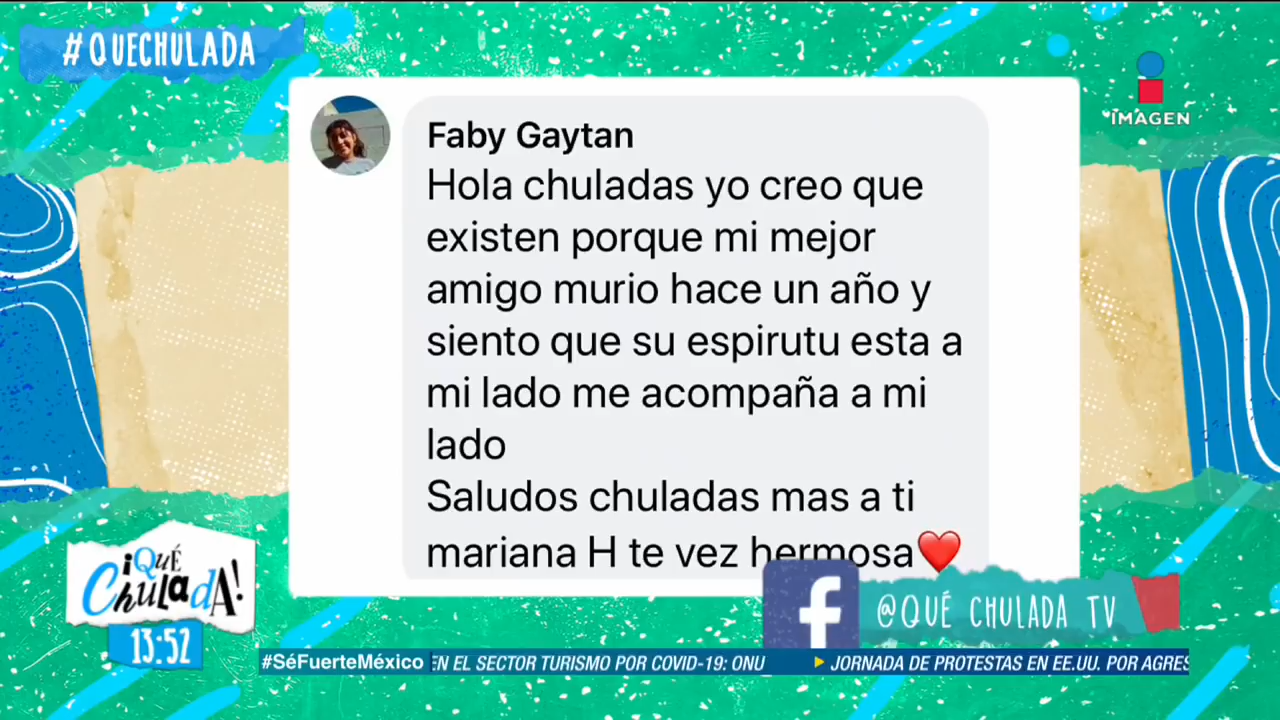 #QUECHULADA
IMAGEN
Faby Gaytan
Hola chuladas yo creo que
existen porque mi mejor
amigo murio hace un año y
siento que su espirutu esta a
mi lado me acompaña a mi
lado
Saludos chuladas mas a ti
mariana H te vez hermosa❤️
¡QUÉ
CHULADA!
13:52
f @QUÉ CHULADA TV
#SéFuerteMéxico EN EL SECTOR TURISMO POR COVID-19: ONU JORNADA DE PROTESTAS EN EE.UU. POR AGRES